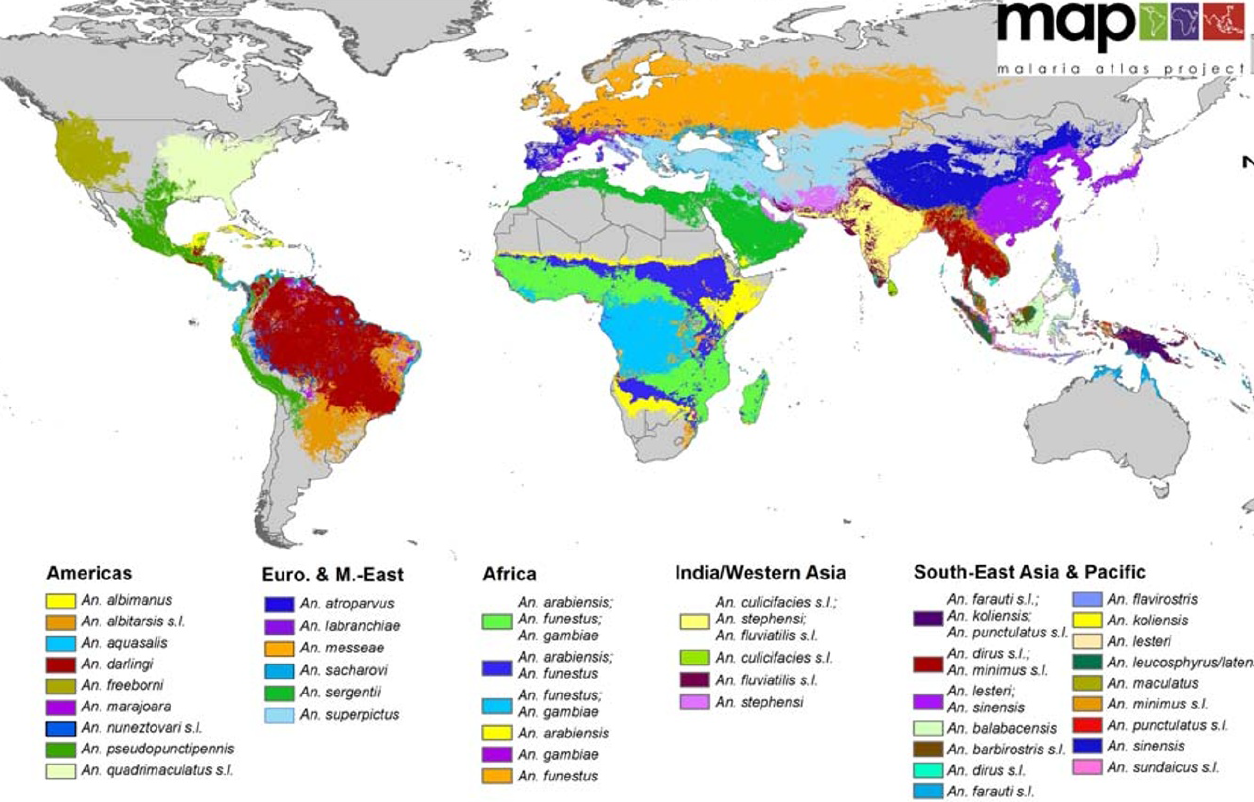 map
malaria atlas project
Americas
An. albimanus
An. albitarsis s.l.
An. aquasalis
An. darlingi
An. freeborni
An. marajoara
An. nuneztovari s.l.
An. pseudopunctipennis
An. quadrimaculatus s.l.
Euro. & M.-East
An. atroparvus
An. labranchiae
An. messeae
An. sacharovi
An. sergentii
An. superpictus
Africa
An. arabiensis;
An. funestus;
An. gambiae
An. arabiensis;
An. funestus
An. funestus;
An. gambiae
An. arabiensis
An. gambiae
An. funestus
India/Western Asia
An. culicifacies s.l.;
An. stephensi;
An. fluviatilis s.l.
An. culicifacies s.l.
An. fluviatilis s.l.
An. stephensi
South-East Asia & Pacific
An. farauti s.l.;
An. koliensis;
An. punctulatus s.l.
An. dirus s.l.;
An. minimus s.l.
An. lesteri;
An. sinensis
An. balabacensis
An. barbirostris s.l.
An. dirus s.l.
An. farauti s.l.
An. flavirostris
An. koliensis
An. lesteri
An. leucosphyrus/laten
An. maculatus
An. minimus s.l.
An. punctulatus s.l.
An. sinensis
An. sundaicus s.l.